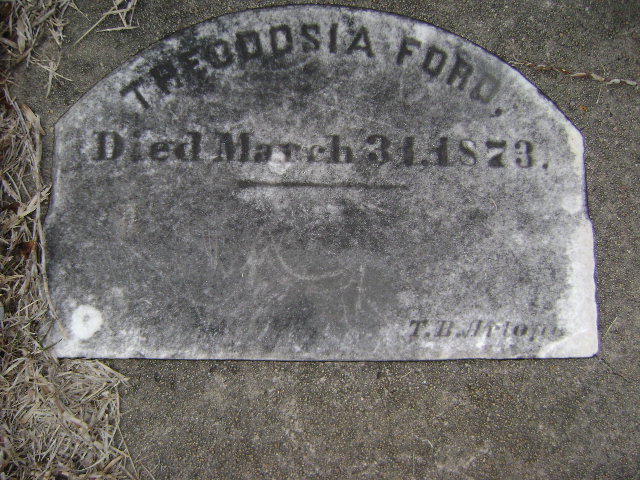 THEODOSIA FORD.
Died March 31. 1873.
T. B.